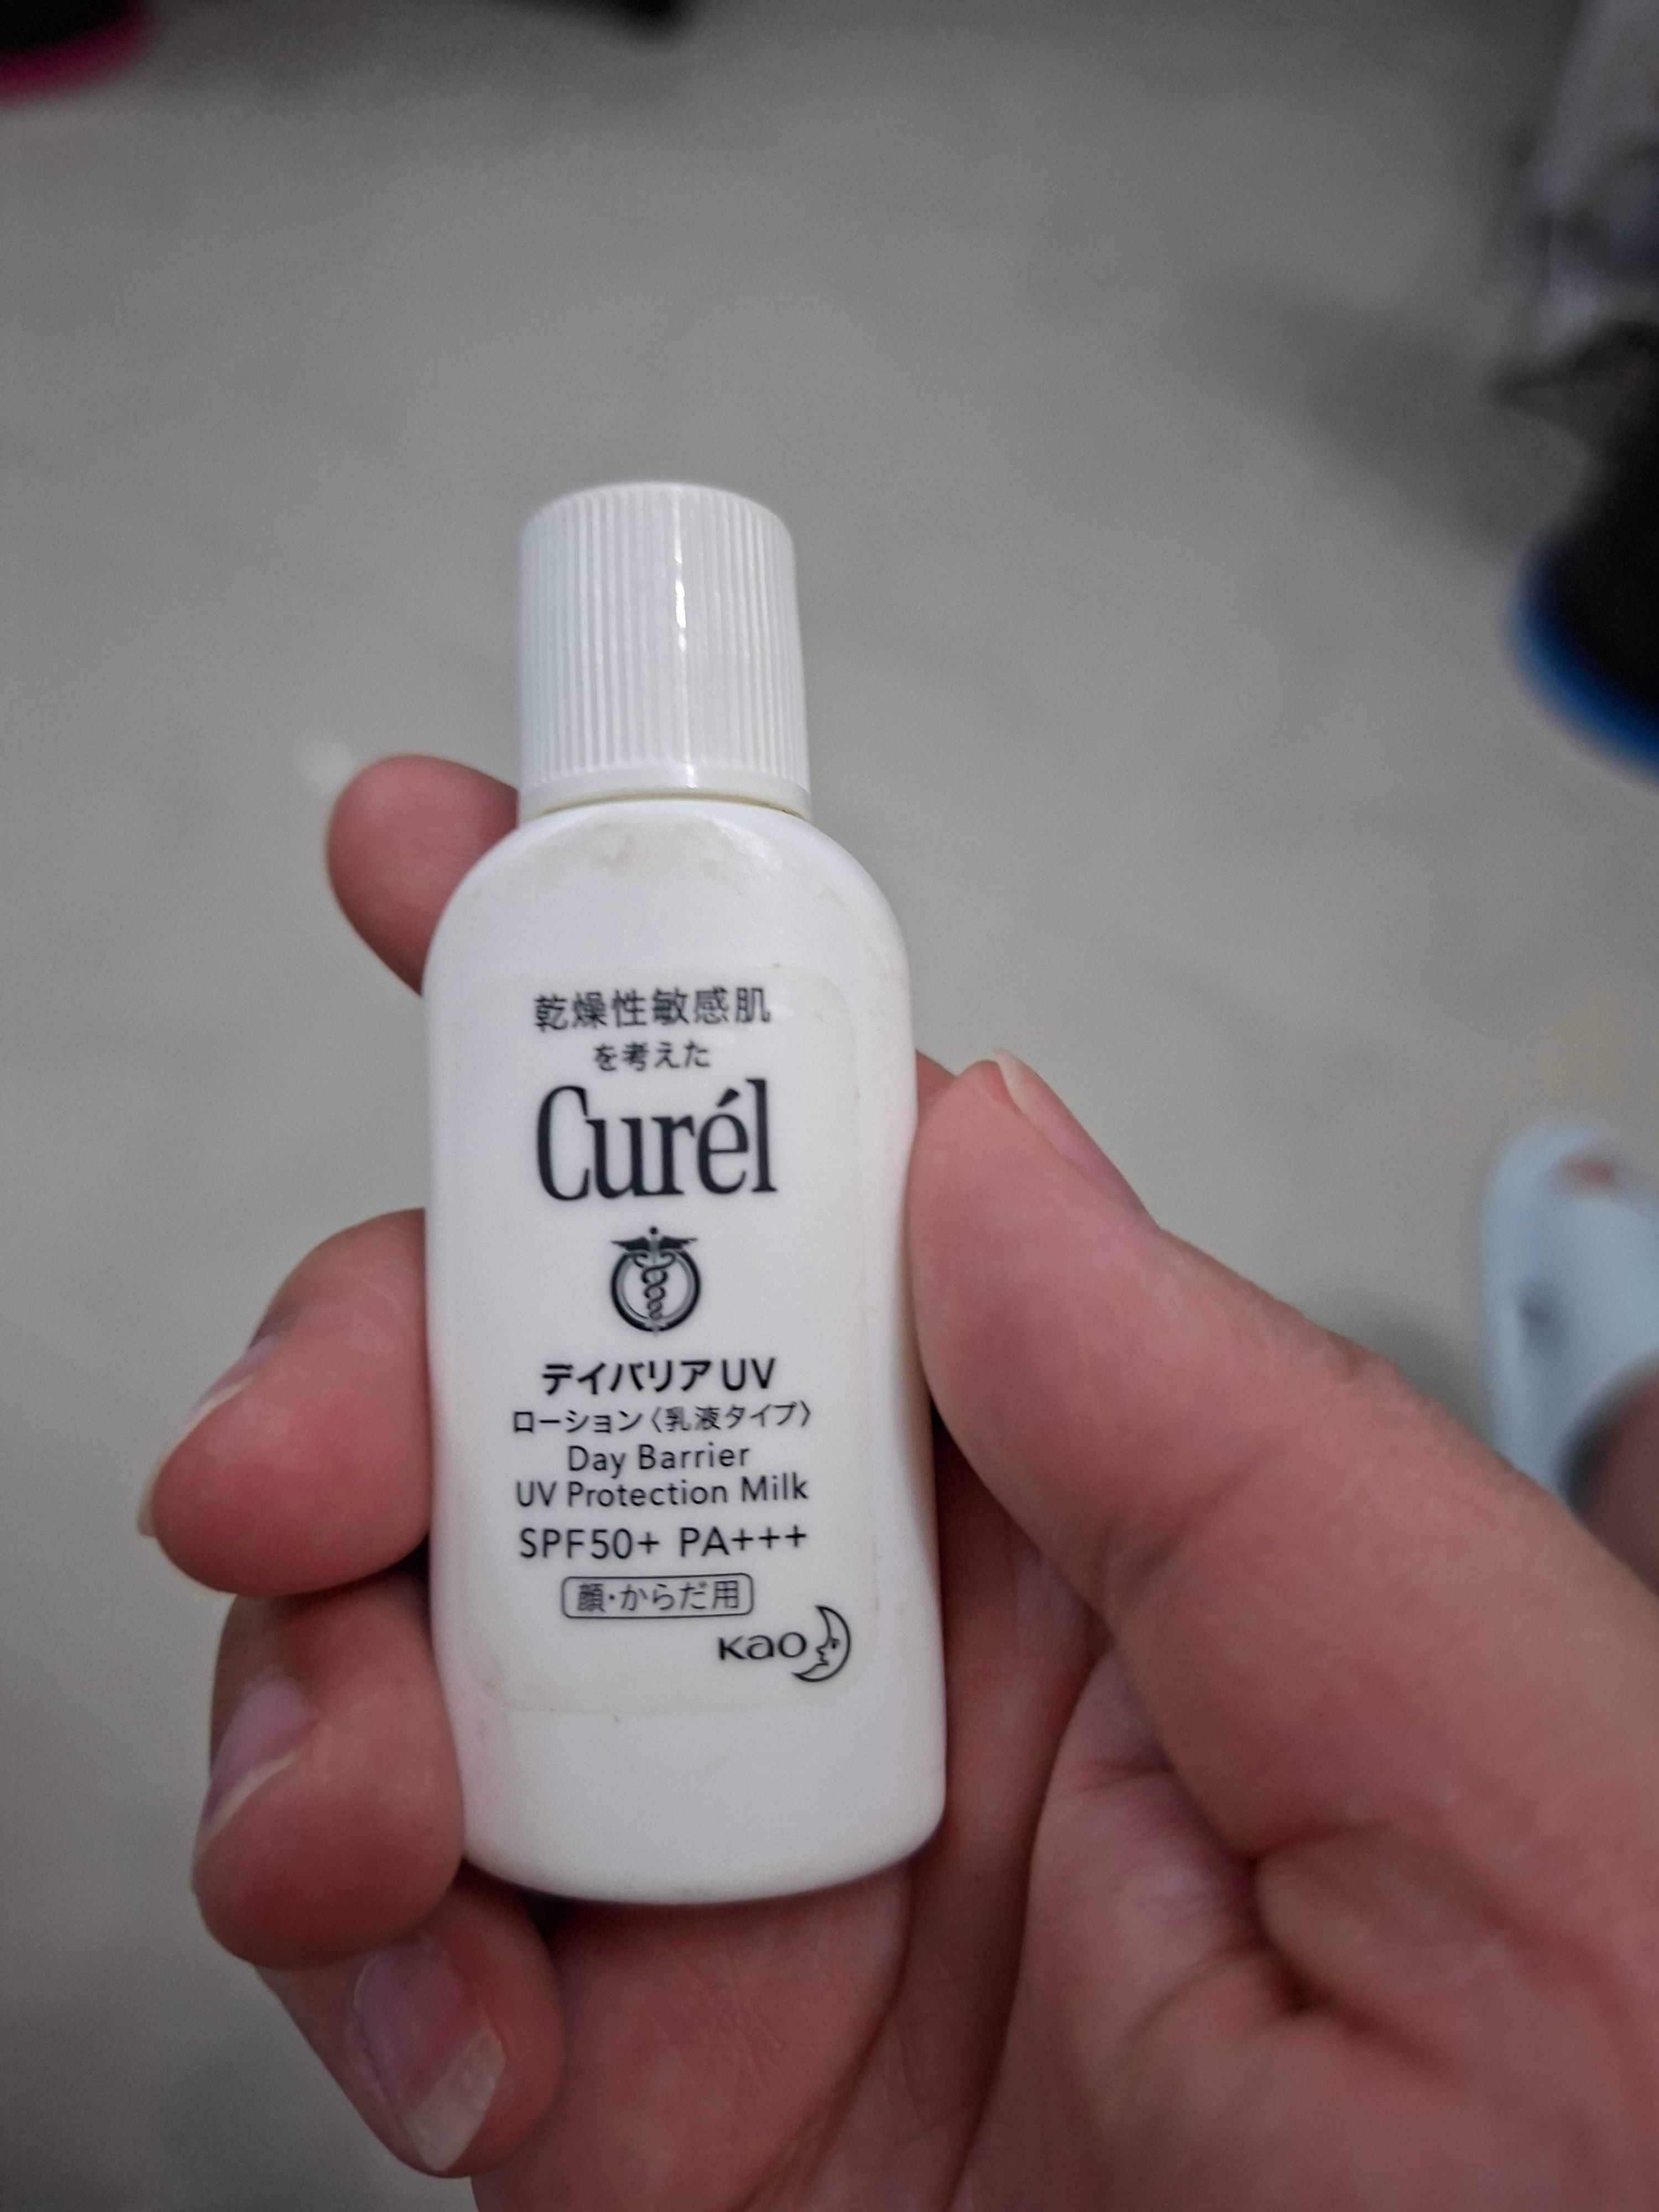 乾燥性敏感肌
を考えた
Curél
デイバリアUV
ローション〈乳液タイプ〉
Day Barrier
UV Protection Milk
SPF50+ PA+++
顔・からだ用
Kao